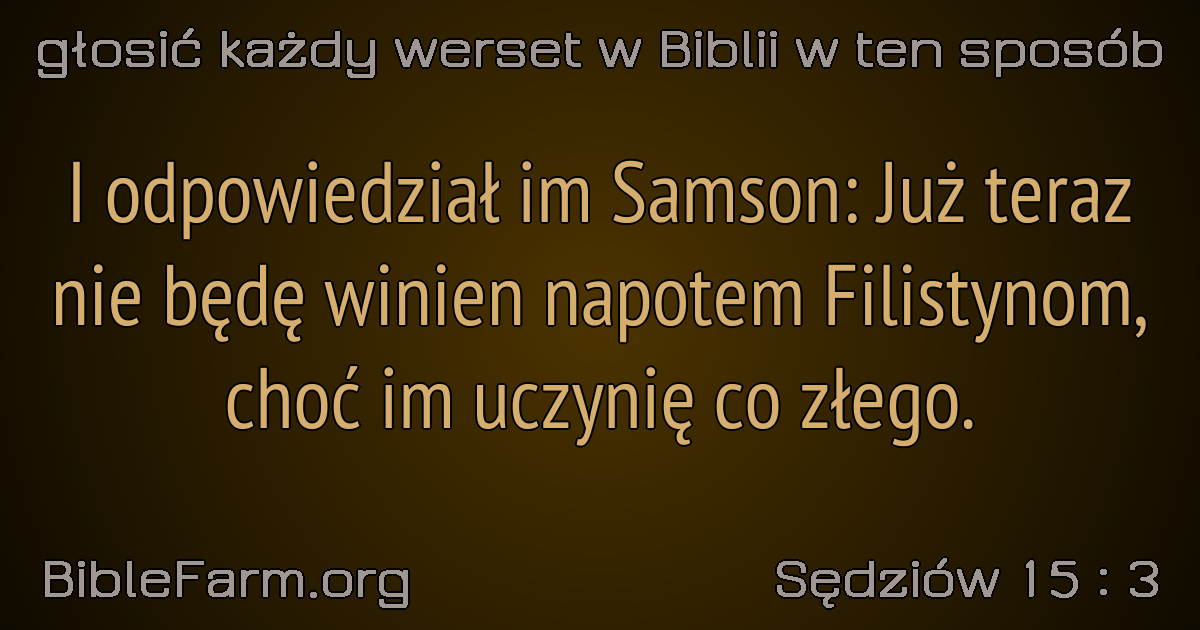 głosić każdy werset w Biblii w ten sposób
I odpowiedział im Samson: Już teraz
nie będę winien napotem Filistynom,
choć im uczynię co złego.
BibleFarm.org
Sędziów 15 : 3